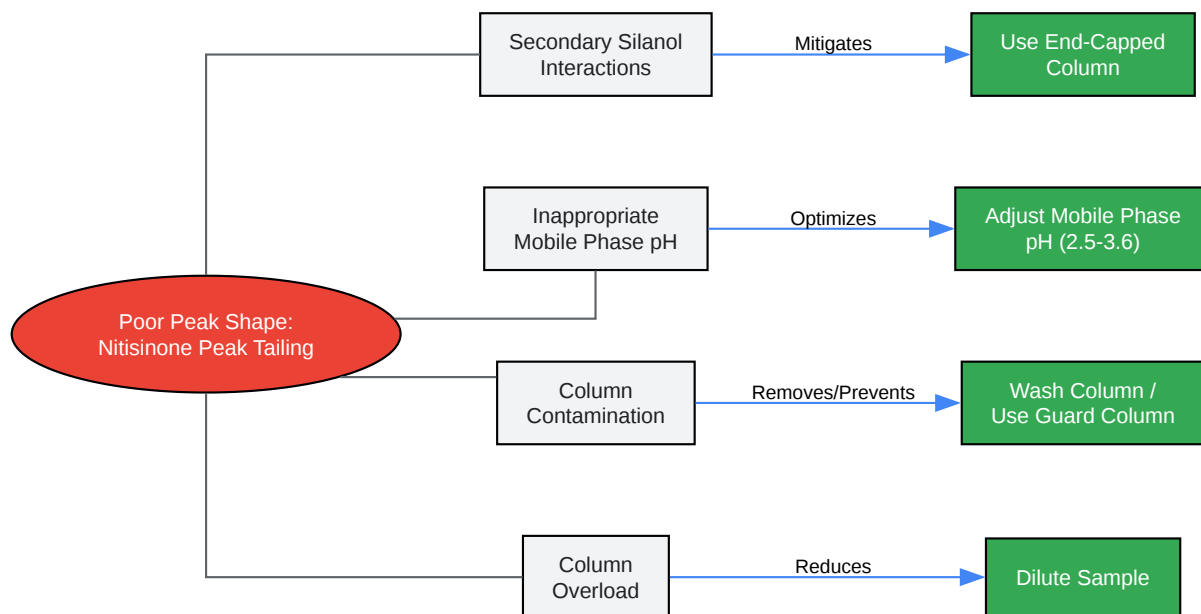 Secondary Silanol
Interactions
Mitigates
Use End-Capped
Column
Inappropriate
Mobile Phase pH
Optimizes
Adjust Mobile Phase
pH (2.5-3.6)
Poor Peak Shape:
Nitisinone Peak Tailing
Column
Contamination
Removes/Prevents
Wash Column /
Use Guard Column
Column
Overload
Reduces
Dilute Sample